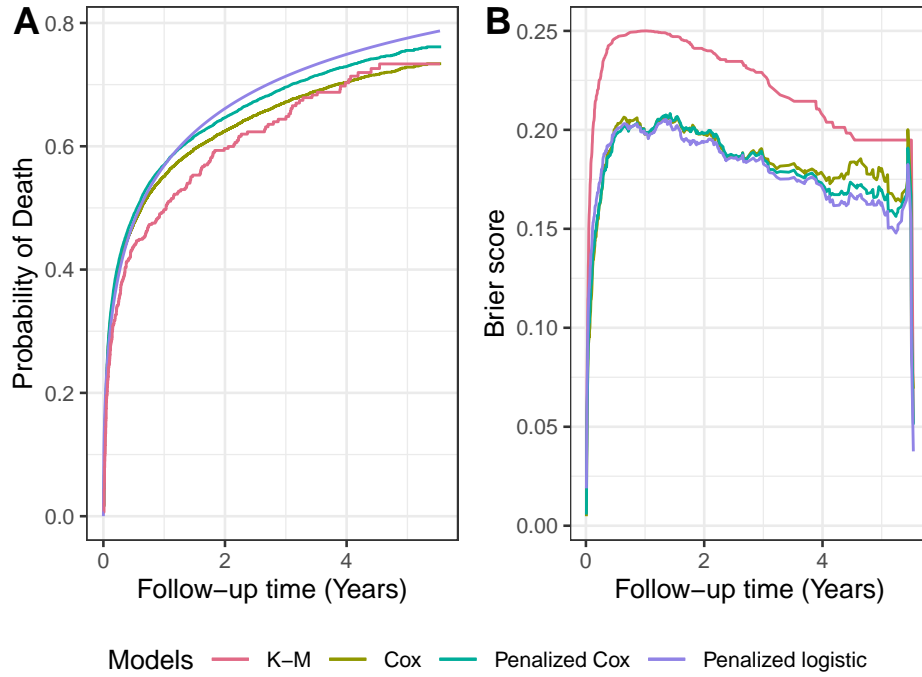 A
B
Probability of Death
0.8
0.6
0.4
0.2
0.0
0 2 4
Follow−up time (Years)
Brier score
0.25
0.20
0.15
0.10
0.05
0.00
0 2 4
Follow−up time (Years)
Models K−M Cox Penalized Cox Penalized logistic